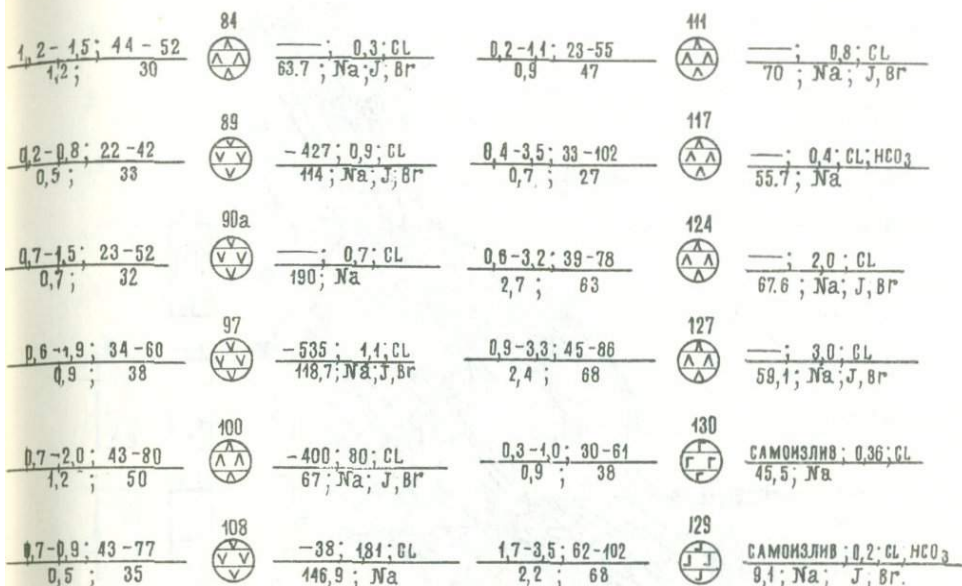 84
1,2-1,5; 44-52
1,2; 30
——; 0,3; CL
63.7; Na; J, Br
111
0,2-1,1; 23-55
0,9 47
——; 0,8; CL
70; Na; J, Br
89
0,2-0,8; 22-42
0,5; 33
-427; 0,9; CL
114; Na; J; Br
117
0,4-3,5; 33-102
0,7; 27
——; 0,4; CL; HCO3
55.7; Na
90a
0,7-1,5; 23-52
0,7; 32
——; 0,7; CL
190; Na
124
0,6-3,2; 39-78
2,7; 63
——; 2,0; CL
67.6; Na; J, Br
97
0,6-1,9; 34-60
0,9; 38
-535; 1,1; CL
118,7; Na; J, Br
127
0,9-3,3; 45-86
2,4; 68
——; 3,0; CL
59,1; Na; J, Br
100
0,7-2,0; 43-80
1,2; 50
-400; 80; CL
67; Na; J, Br
130
0,3-1,0; 30-61
0,9; 38
САМОИЗЛИВ; 0,36; CL
45,5; Na
108
0,7-0,9; 43-77
0,5; 35
-38; 181; CL
146,9; Na
129
1,7-3,5; 62-102
2,2; 68
САМОИЗЛИВ; 0,2; CL, HCO3
9,1; Na; J, Br.